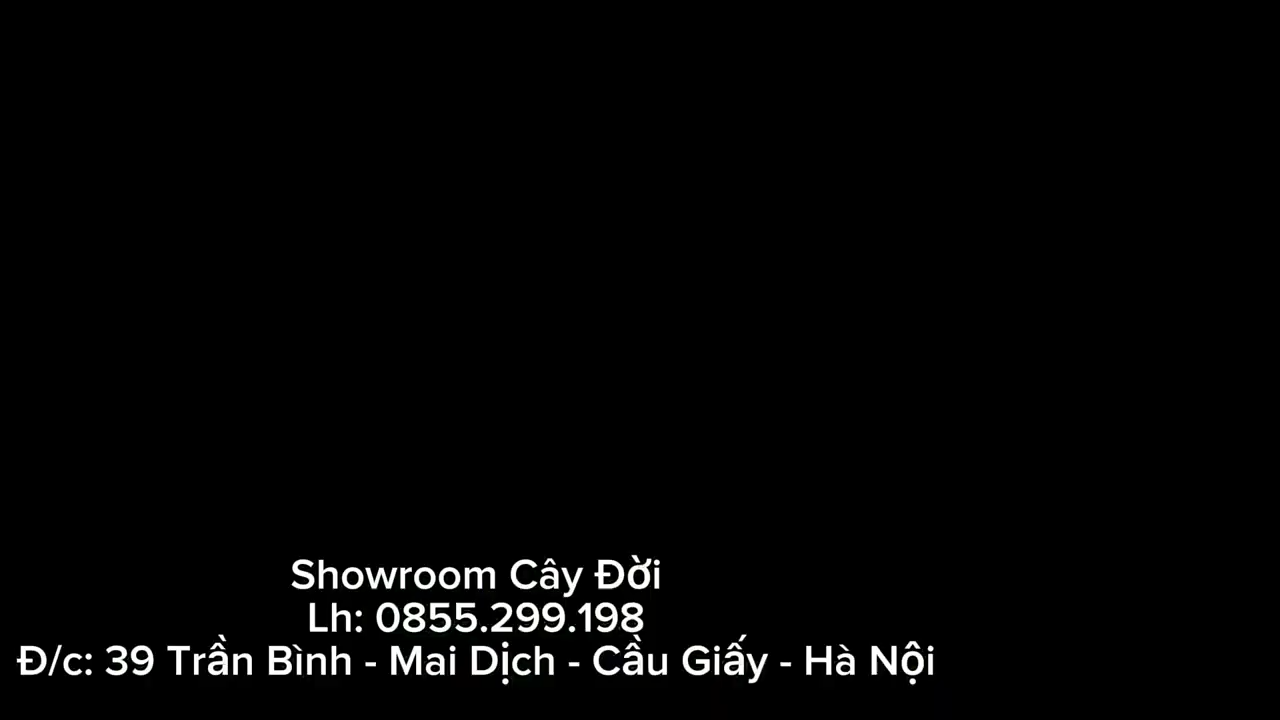 Showroom Cây Đời
Lh: 0855.299.198
Đ/c: 39 Trần Bình - Mai Dịch - Cầu Giấy - Hà Nội